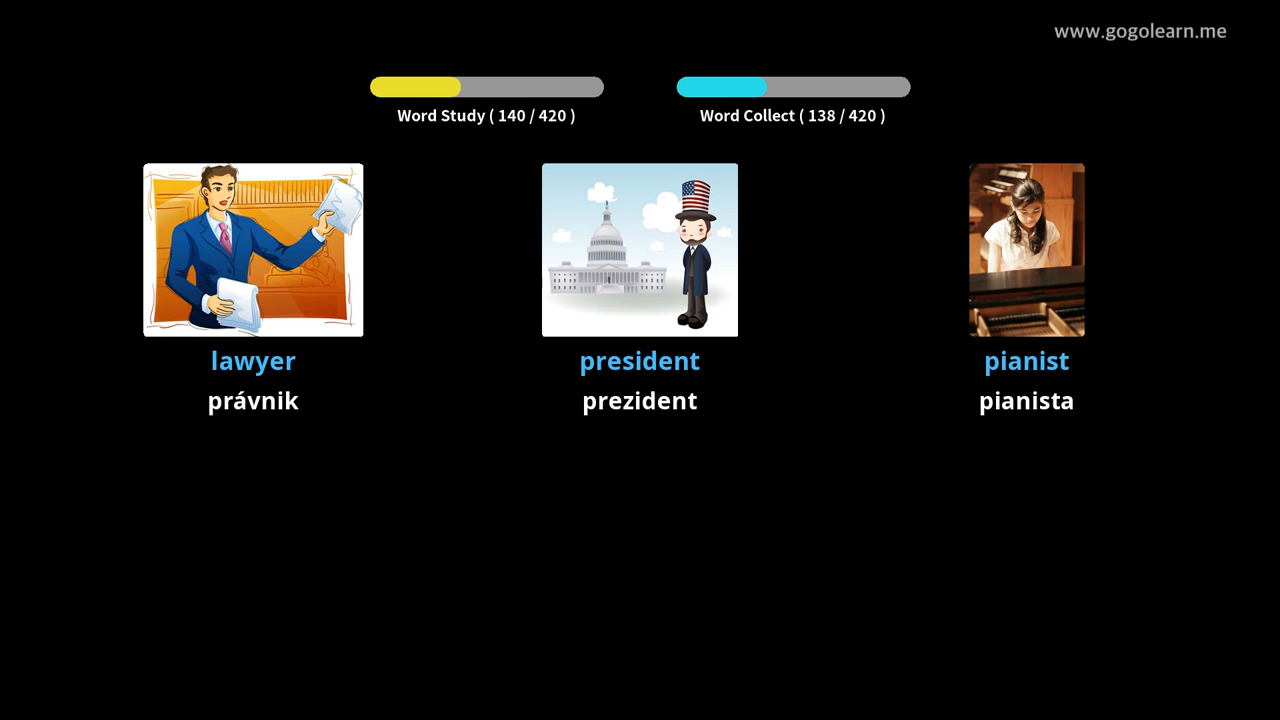 www.gogolearn.me
Word Study ( 140 / 420 )
Word Collect ( 138 / 420 )
lawyer
president
pianist
právnik
prezident
pianista